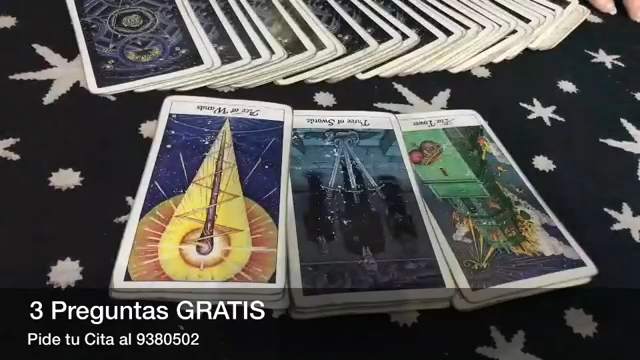 Ace of Wands
Three of Swords
The Tower
3 Preguntas GRATIS
Pide tu Cita al 9380502